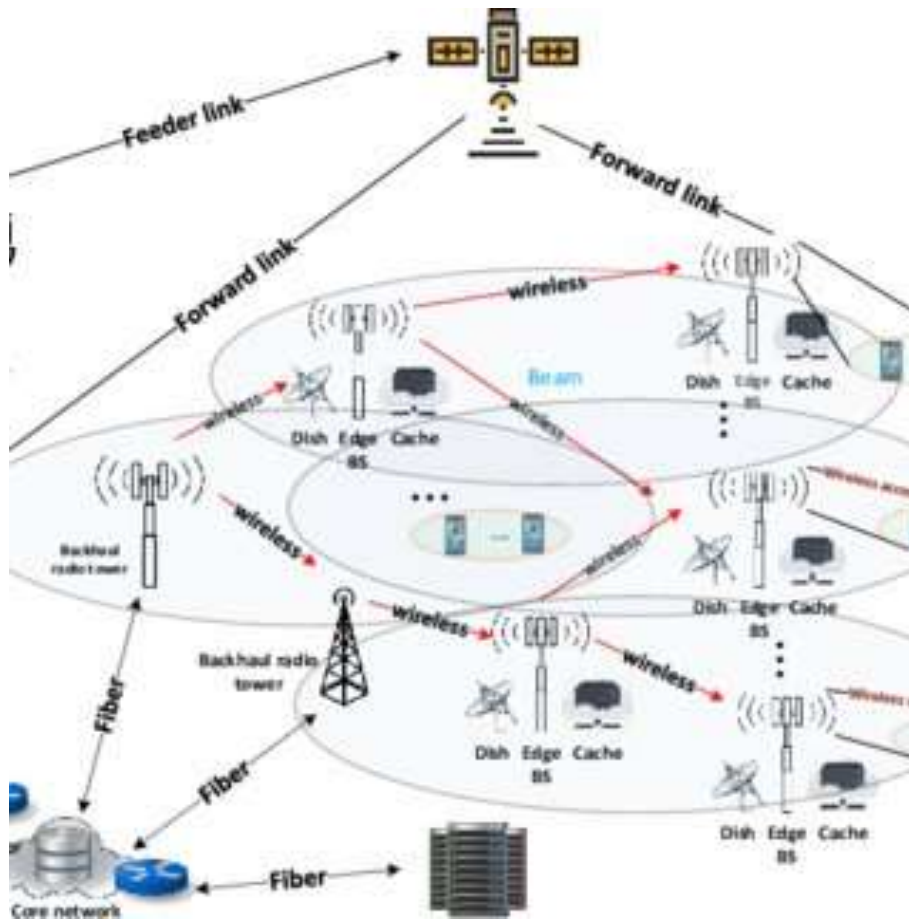 Feeder link
Forward link
Forward link
wireless
Beam
Dish Edge Cache
BS
wireless
Dish Edge Cache
BS
wireless
Wireless acce
Backhaul
radio tower
wireless
wireless
Dish Edge Cache
BS
wireless
Backhaul radio
tower
wireless
Wireless
Dish Edge Cache
BS
Fiber
Fiber
Dish Edge Cache
BS
Fiber
Core network